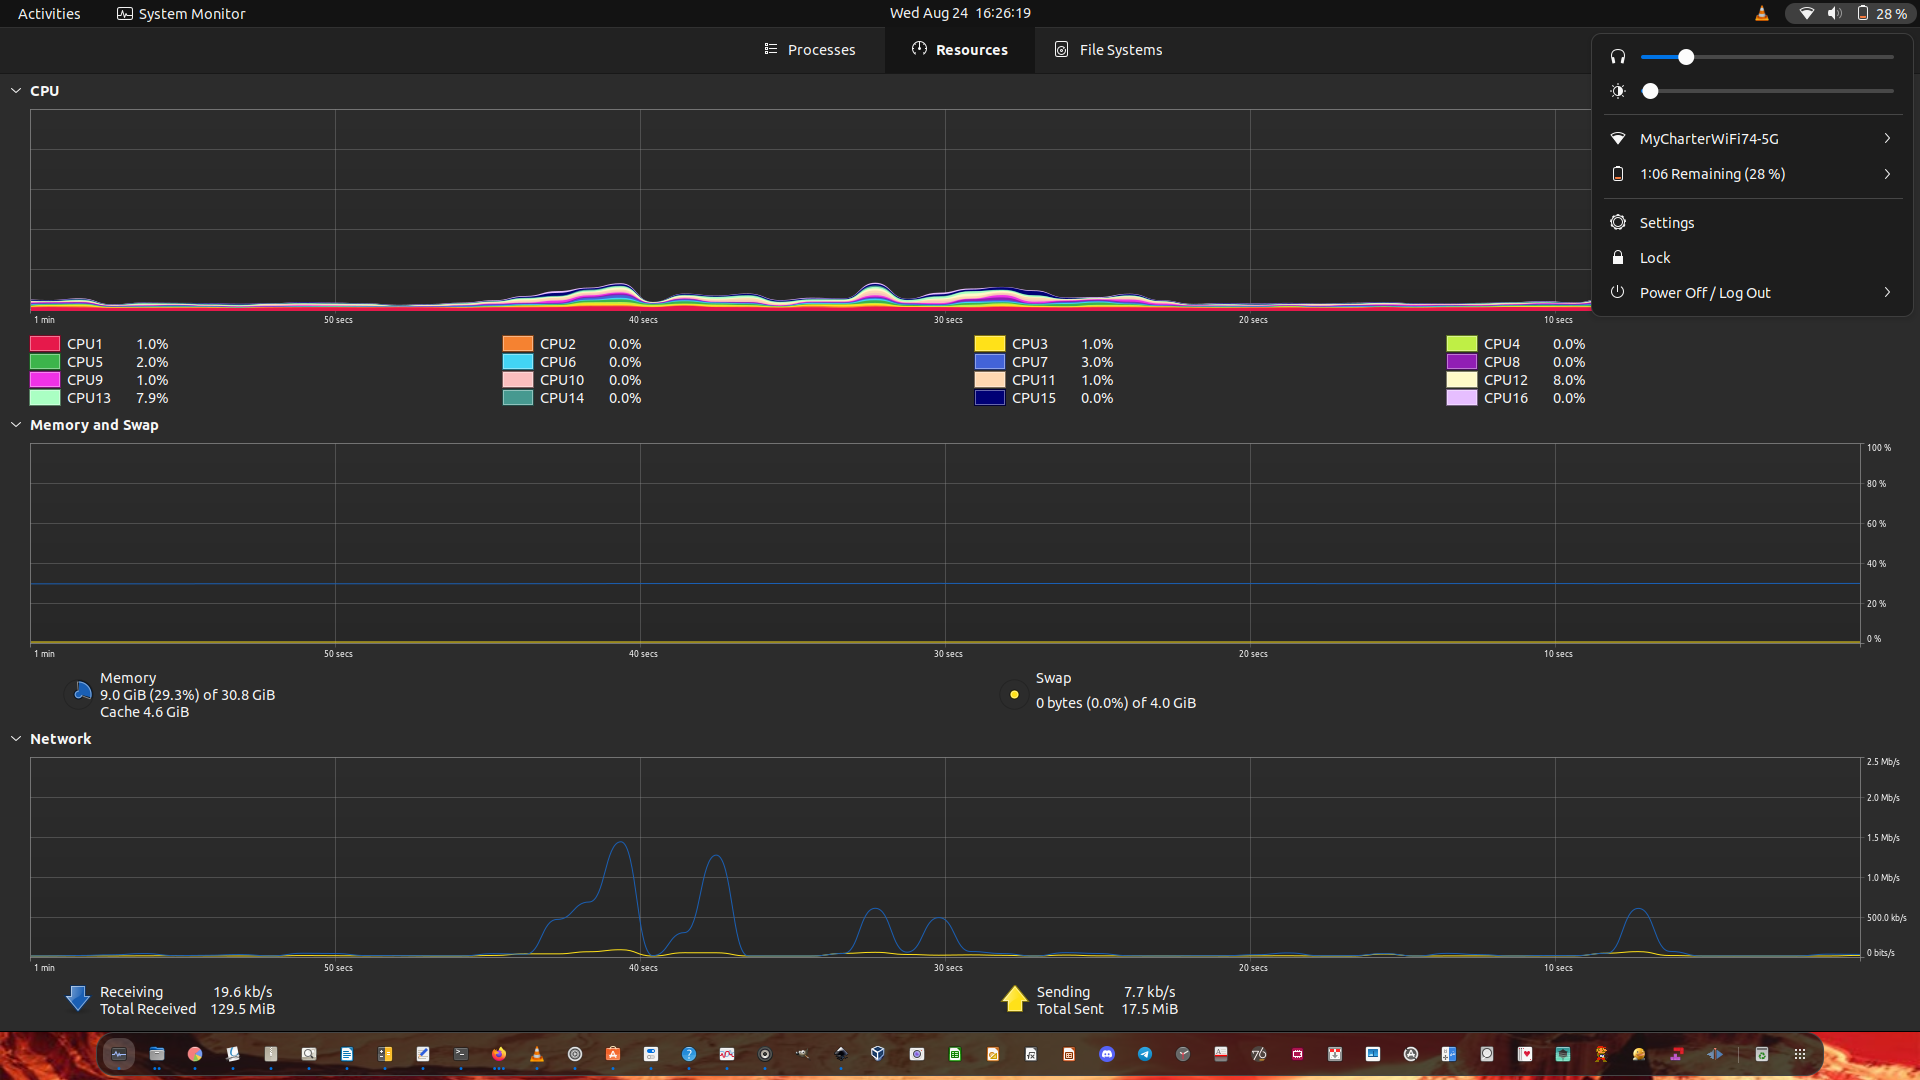 Activities System Monitor Wed Aug 24 16:26:19 28 %
Processes Resources File Systems
MyCharterWiFi74-5G
1:06 Remaining (28 %)
Settings
Lock
Power Off / Log Out
CPU
1 min 50 secs 40 secs 30 secs 20 secs 10 secs
CPU1 1.0% CPU2 0.0% CPU3 1.0% CPU4 0.0%
CPU5 2.0% CPU6 0.0% CPU7 3.0% CPU8 0.0%
CPU9 1.0% CPU10 0.0% CPU11 1.0% CPU12 8.0%
CPU13 7.9% CPU14 0.0% CPU15 0.0% CPU16 0.0%
Memory and Swap
100 %
80 %
60 %
40 %
20 %
0 %
1 min 50 secs 40 secs 30 secs 20 secs 10 secs
Memory
9.0 GiB (29.3%) of 30.8 GiB
Cache 4.6 GiB
Swap
0 bytes (0.0%) of 4.0 GiB
Network
2.5 Mb/s
2.0 Mb/s
1.5 Mb/s
1.0 Mb/s
500.0 kb/s
0 bits/s
1 min 50 secs 40 secs 30 secs 20 secs 10 secs
Receiving 19.6 kb/s
Total Received 129.5 MiB
Sending 7.7 kb/s
Total Sent 17.5 MiB
76